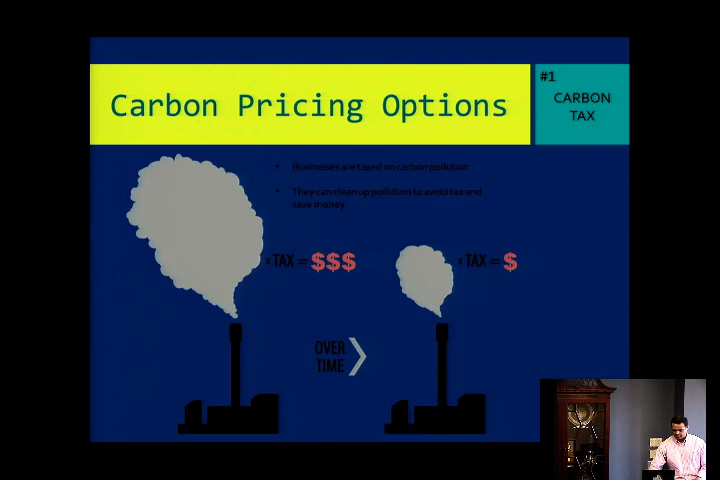 Carbon Pricing Options
#1
CARBON
TAX
• Businesses are taxed on carbon pollution
• They can clean up pollution to avoid tax and
save money
x TAX = $$$
x TAX = $
OVER
TIME